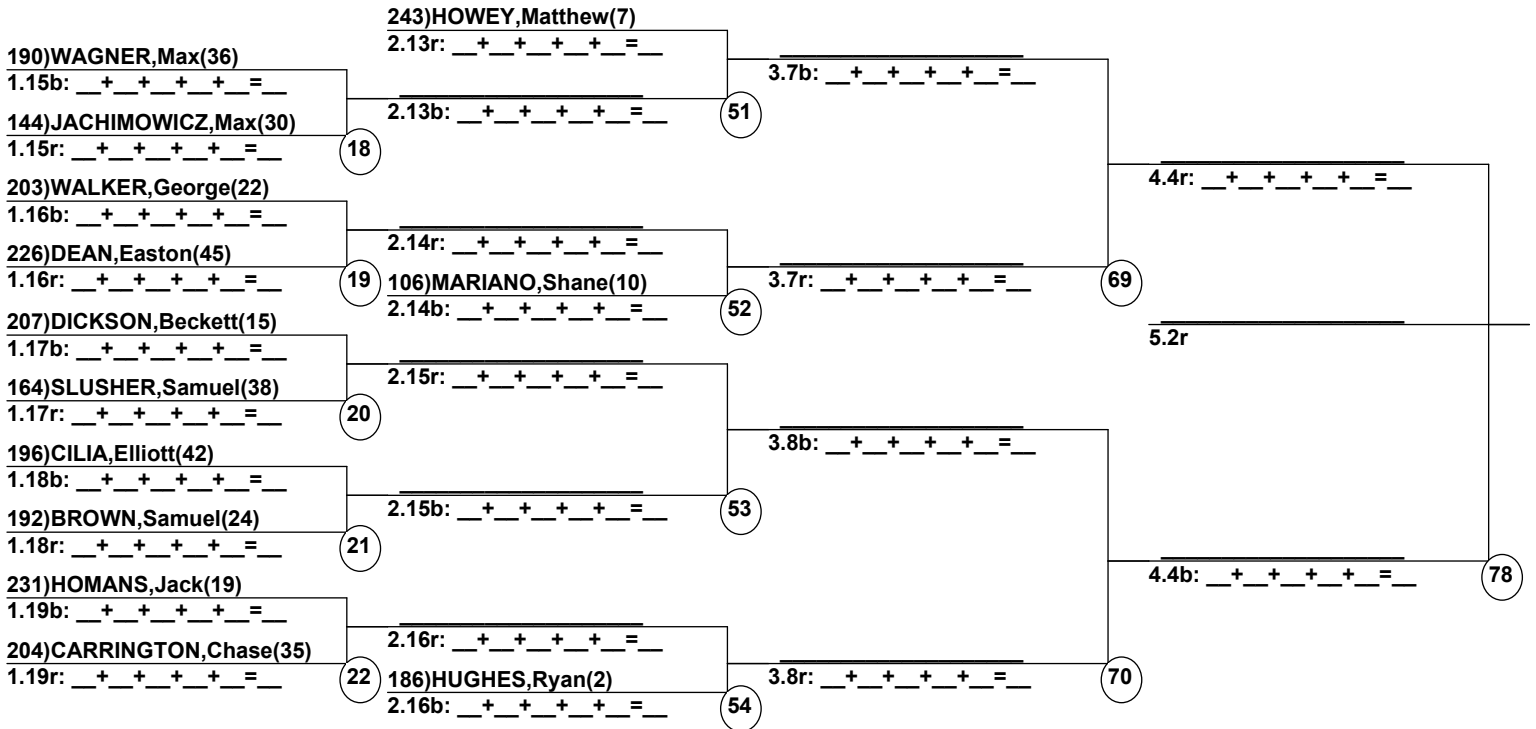 243)HOWEY,Matthew(7)
2.13r: __+__+__+__+__=__
190)WAGNER,Max(36)
1.15b: __+__+__+__+__=__
3.7b: __+__+__+__+__=__
2.13b: __+__+__+__+__=__
51
144)JACHIMOWICZ,Max(30)
1.15r: __+__+__+__+__=__
18
4.4r: __+__+__+__+__=__
203)WALKER,George(22)
1.16b: __+__+__+__+__=__
2.14r: __+__+__+__+__=__
226)DEAN,Easton(45)
1.16r: __+__+__+__+__=__
19
106)MARIANO,Shane(10)
2.14b: __+__+__+__+__=__
52
3.7r: __+__+__+__+__=__
69
207)DICKSON,Beckett(15)
1.17b: __+__+__+__+__=__
5.2r
2.15r: __+__+__+__+__=__
164)SLUSHER,Samuel(38)
1.17r: __+__+__+__+__=__
20
3.8b: __+__+__+__+__=__
196)CILIA,Elliott(42)
1.18b: __+__+__+__+__=__
2.15b: __+__+__+__+__=__
53
192)BROWN,Samuel(24)
1.18r: __+__+__+__+__=__
21
4.4b: __+__+__+__+__=__
78
231)HOMANS,Jack(19)
1.19b: __+__+__+__+__=__
2.16r: __+__+__+__+__=__
204)CARRINGTON,Chase(35)
1.19r: __+__+__+__+__=__
22
186)HUGHES,Ryan(2)
2.16b: __+__+__+__+__=__
54
3.8r: __+__+__+__+__=__
70